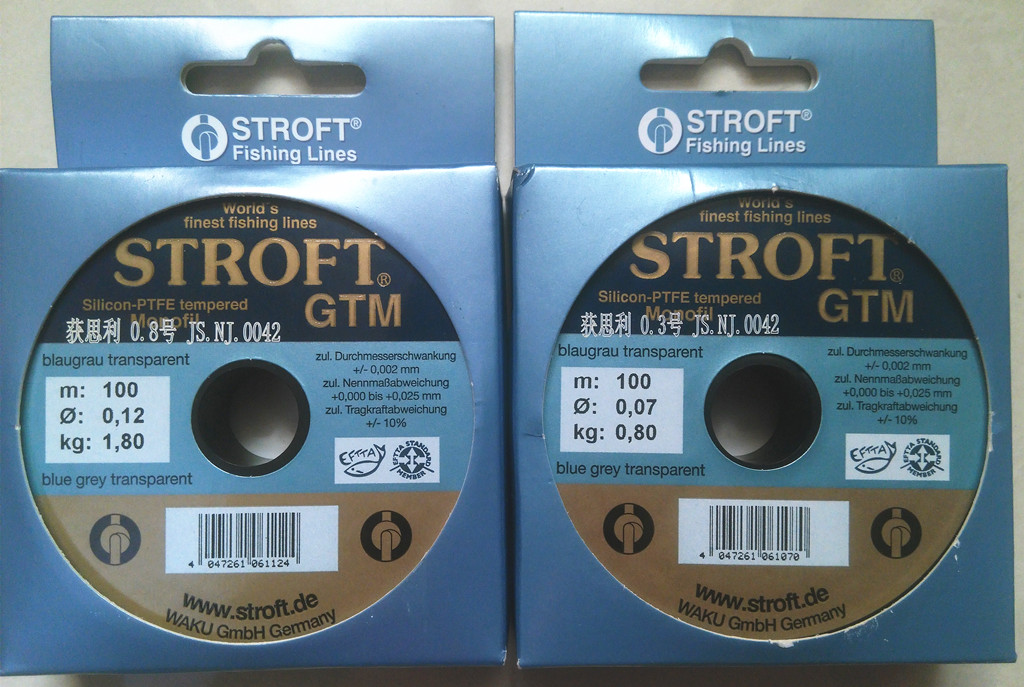 STROFT®
Fishing Lines
World´s
finest fishing lines
STROFT®
Silicon-PTFE tempered
Monofil
GTM
获思利 0.8号 JS.NJ.0042
blaugrau transparent
m: 100
Ø: 0,12
kg: 1,80
blue grey transparent
zul. Durchmesserschwankung
+/- 0,002 mm
zul. Nennmaßabweichung
+0,000 bis +0,025 mm
zul. Tragkraftabweichung
+/- 10%
EFTTA
EFTTA STANDARD
MEMBER
4 047261 061124
www.stroft.de
WAKU GmbH Germany
STROFT®
Fishing Lines
World´s
finest fishing lines
STROFT®
Silicon-PTFE tempered
Monofil
GTM
获思利 0.3号 JS.NJ.0042
blaugrau transparent
m: 100
Ø: 0,07
kg: 0,80
blue grey transparent
zul. Durchmesserschwankung
+/- 0,002 mm
zul. Nennmaßabweichung
+0,000 bis +0,025 mm
zul. Tragkraftabweichung
+/- 10%
EFTTA
EFTTA STANDARD
MEMBER
4 047261 061070
www.stroft.de
WAKU GmbH Germany